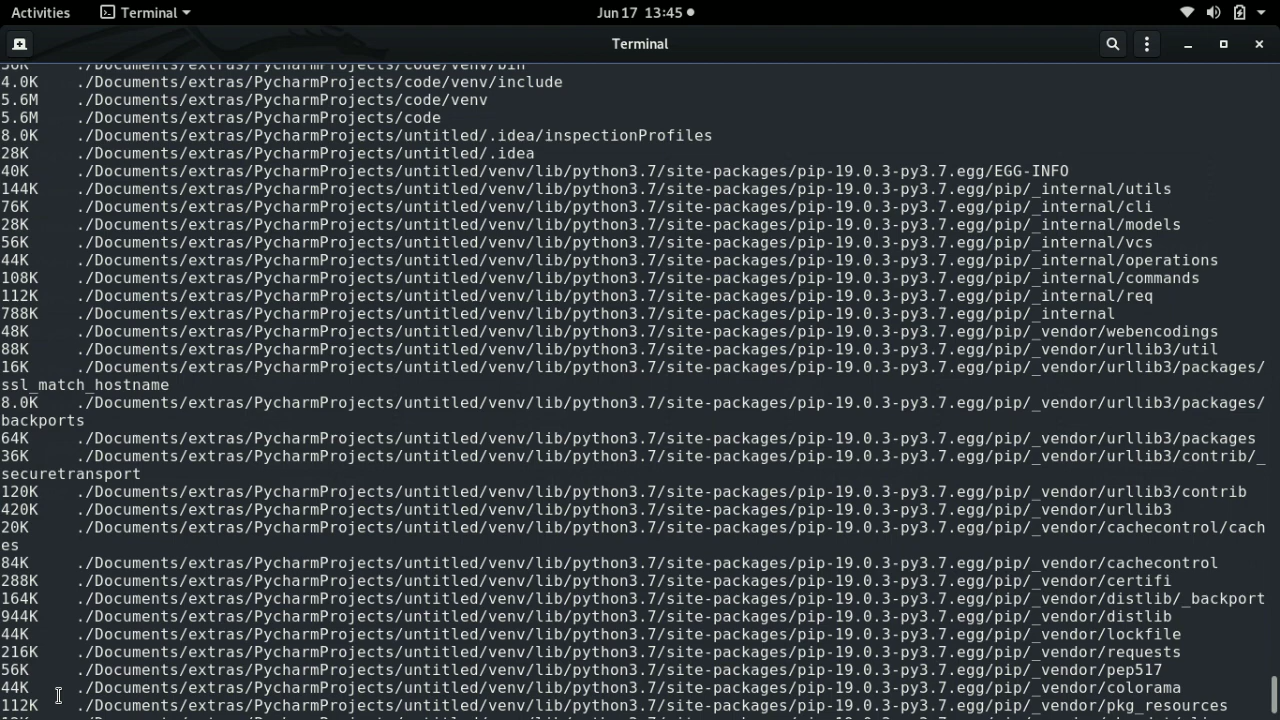 Activities Terminal Jun 17 13:45
Terminal
36K ./Documents/extras/PycharmProjects/code/venv/bin
4.0K ./Documents/extras/PycharmProjects/code/venv/include
5.6M ./Documents/extras/PycharmProjects/code/venv
5.6M ./Documents/extras/PycharmProjects/code
8.0K ./Documents/extras/PycharmProjects/untitled/.idea/inspectionProfiles
28K ./Documents/extras/PycharmProjects/untitled/.idea
40K ./Documents/extras/PycharmProjects/untitled/venv/lib/python3.7/site-packages/pip-19.0.3-py3.7.egg/EGG-INFO
144K ./Documents/extras/PycharmProjects/untitled/venv/lib/python3.7/site-packages/pip-19.0.3-py3.7.egg/pip/_internal/utils
76K ./Documents/extras/PycharmProjects/untitled/venv/lib/python3.7/site-packages/pip-19.0.3-py3.7.egg/pip/_internal/cli
28K ./Documents/extras/PycharmProjects/untitled/venv/lib/python3.7/site-packages/pip-19.0.3-py3.7.egg/pip/_internal/models
56K ./Documents/extras/PycharmProjects/untitled/venv/lib/python3.7/site-packages/pip-19.0.3-py3.7.egg/pip/_internal/vcs
44K ./Documents/extras/PycharmProjects/untitled/venv/lib/python3.7/site-packages/pip-19.0.3-py3.7.egg/pip/_internal/operations
108K ./Documents/extras/PycharmProjects/untitled/venv/lib/python3.7/site-packages/pip-19.0.3-py3.7.egg/pip/_internal/commands
112K ./Documents/extras/PycharmProjects/untitled/venv/lib/python3.7/site-packages/pip-19.0.3-py3.7.egg/pip/_internal/req
788K ./Documents/extras/PycharmProjects/untitled/venv/lib/python3.7/site-packages/pip-19.0.3-py3.7.egg/pip/_internal
48K ./Documents/extras/PycharmProjects/untitled/venv/lib/python3.7/site-packages/pip-19.0.3-py3.7.egg/pip/_vendor/webencodings
88K ./Documents/extras/PycharmProjects/untitled/venv/lib/python3.7/site-packages/pip-19.0.3-py3.7.egg/pip/_vendor/urllib3/util
16K ./Documents/extras/PycharmProjects/untitled/venv/lib/python3.7/site-packages/pip-19.0.3-py3.7.egg/pip/_vendor/urllib3/packages/
ssl_match_hostname
8.0K ./Documents/extras/PycharmProjects/untitled/venv/lib/python3.7/site-packages/pip-19.0.3-py3.7.egg/pip/_vendor/urllib3/packages/
backports
64K ./Documents/extras/PycharmProjects/untitled/venv/lib/python3.7/site-packages/pip-19.0.3-py3.7.egg/pip/_vendor/urllib3/packages
36K ./Documents/extras/PycharmProjects/untitled/venv/lib/python3.7/site-packages/pip-19.0.3-py3.7.egg/pip/_vendor/urllib3/contrib/_
securetransport
120K ./Documents/extras/PycharmProjects/untitled/venv/lib/python3.7/site-packages/pip-19.0.3-py3.7.egg/pip/_vendor/urllib3/contrib
420K ./Documents/extras/PycharmProjects/untitled/venv/lib/python3.7/site-packages/pip-19.0.3-py3.7.egg/pip/_vendor/urllib3
20K ./Documents/extras/PycharmProjects/untitled/venv/lib/python3.7/site-packages/pip-19.0.3-py3.7.egg/pip/_vendor/cachecontrol/cach
es
84K ./Documents/extras/PycharmProjects/untitled/venv/lib/python3.7/site-packages/pip-19.0.3-py3.7.egg/pip/_vendor/cachecontrol
288K ./Documents/extras/PycharmProjects/untitled/venv/lib/python3.7/site-packages/pip-19.0.3-py3.7.egg/pip/_vendor/certifi
164K ./Documents/extras/PycharmProjects/untitled/venv/lib/python3.7/site-packages/pip-19.0.3-py3.7.egg/pip/_vendor/distlib/_backport
944K ./Documents/extras/PycharmProjects/untitled/venv/lib/python3.7/site-packages/pip-19.0.3-py3.7.egg/pip/_vendor/distlib
44K ./Documents/extras/PycharmProjects/untitled/venv/lib/python3.7/site-packages/pip-19.0.3-py3.7.egg/pip/_vendor/lockfile
216K ./Documents/extras/PycharmProjects/untitled/venv/lib/python3.7/site-packages/pip-19.0.3-py3.7.egg/pip/_vendor/requests
56K ./Documents/extras/PycharmProjects/untitled/venv/lib/python3.7/site-packages/pip-19.0.3-py3.7.egg/pip/_vendor/pep517
44K ./Documents/extras/PycharmProjects/untitled/venv/lib/python3.7/site-packages/pip-19.0.3-py3.7.egg/pip/_vendor/colorama
112K ./Documents/extras/PycharmProjects/untitled/venv/lib/python3.7/site-packages/pip-19.0.3-py3.7.egg/pip/_vendor/pkg_resources